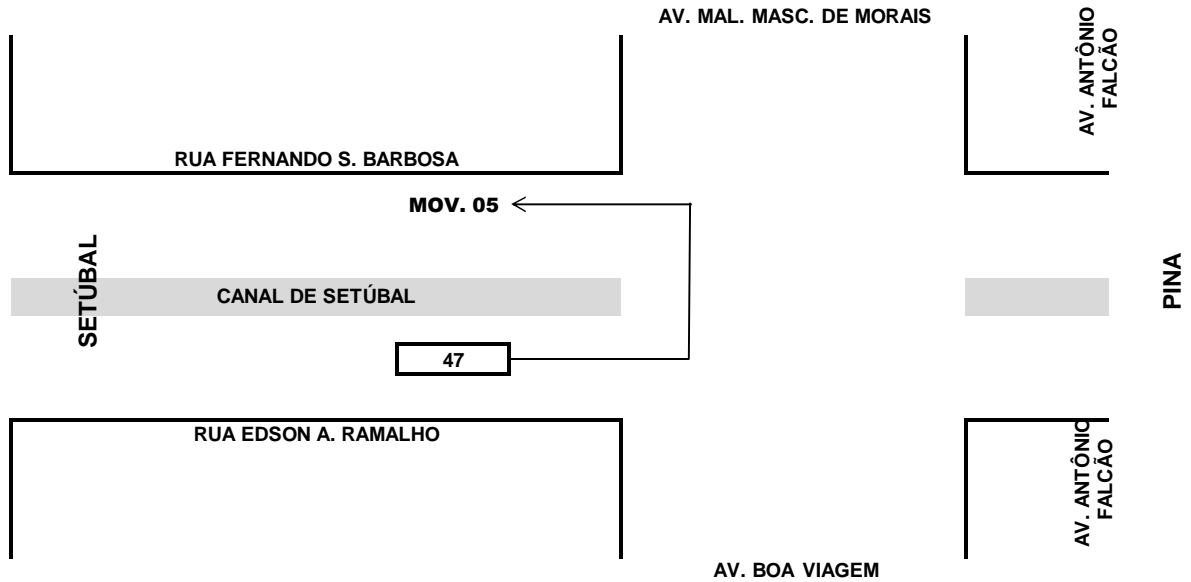 AV. MAL. MASC. DE MORAIS
AV. ANTÔNIO
FALCÃO
RUA FERNANDO S. BARBOSA
MOV. 05
SETÚBAL
CANAL DE SETÚBAL
PINA
47
RUA EDSON A. RAMALHO
AV. ANTÔNIO
FALCÃO
AV. BOA VIAGEM